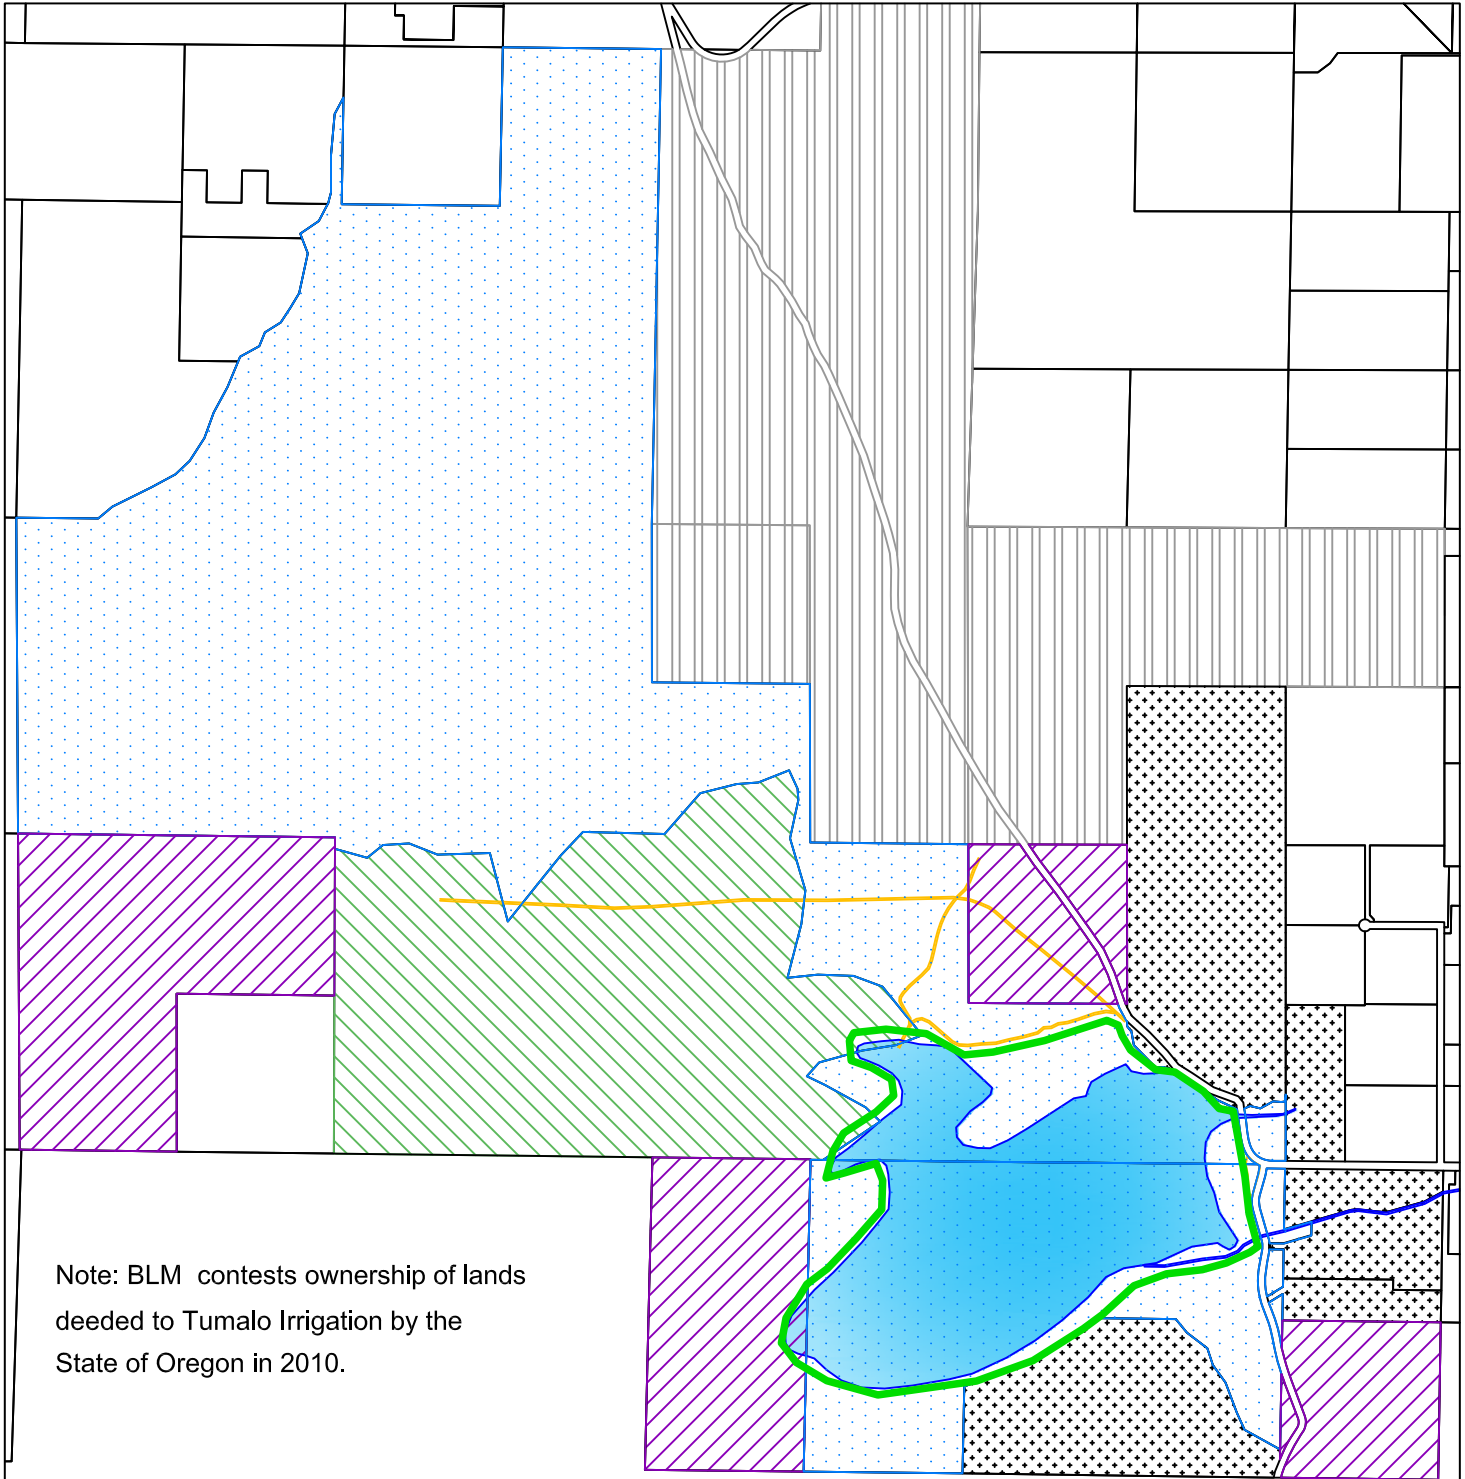 Note: BLM contests ownership of lands
deeded to Tumalo Irrigation by the
State of Oregon in 2010.